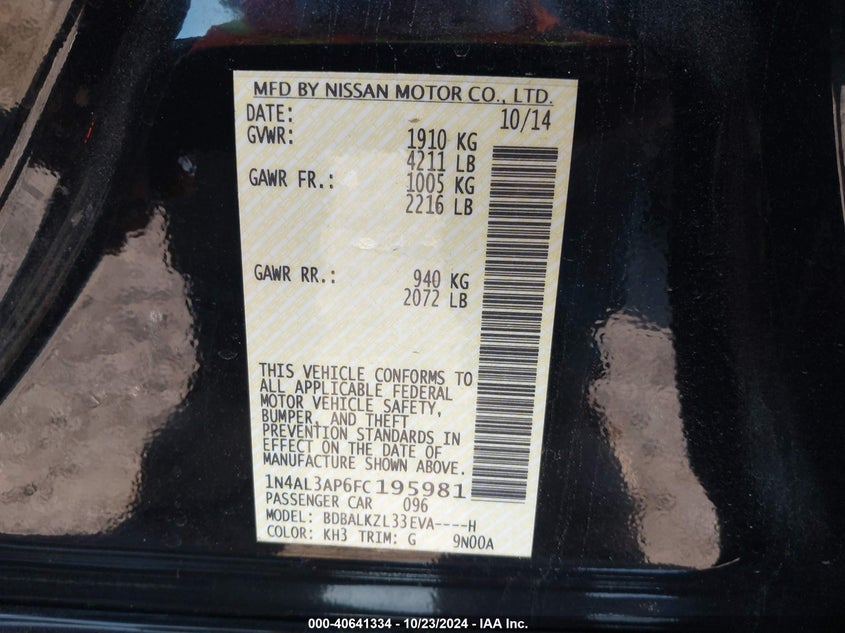 MFD BY NISSAN MOTOR CO., LTD.
DATE: 10/14
GVWR: 1910 KG
4211 LB
GAWR FR.: 1005 KG
2216 LB
GAWR RR.: 940 KG
2072 LB
THIS VEHICLE CONFORMS TO
ALL APPLICABLE FEDERAL
MOTOR VEHICLE SAFETY,
BUMPER, AND THEFT
PREVENTION STANDARDS IN
EFFECT ON THE DATE OF
MANUFACTURE SHOWN ABOVE.
1N4AL3AP6FC195981
PASSENGER CAR 096
MODEL: BDBALKZL33EVA----H
COLOR: KH3 TRIM: G 9N00A
000-40641334 - 10/23/2024 - IAA Inc.